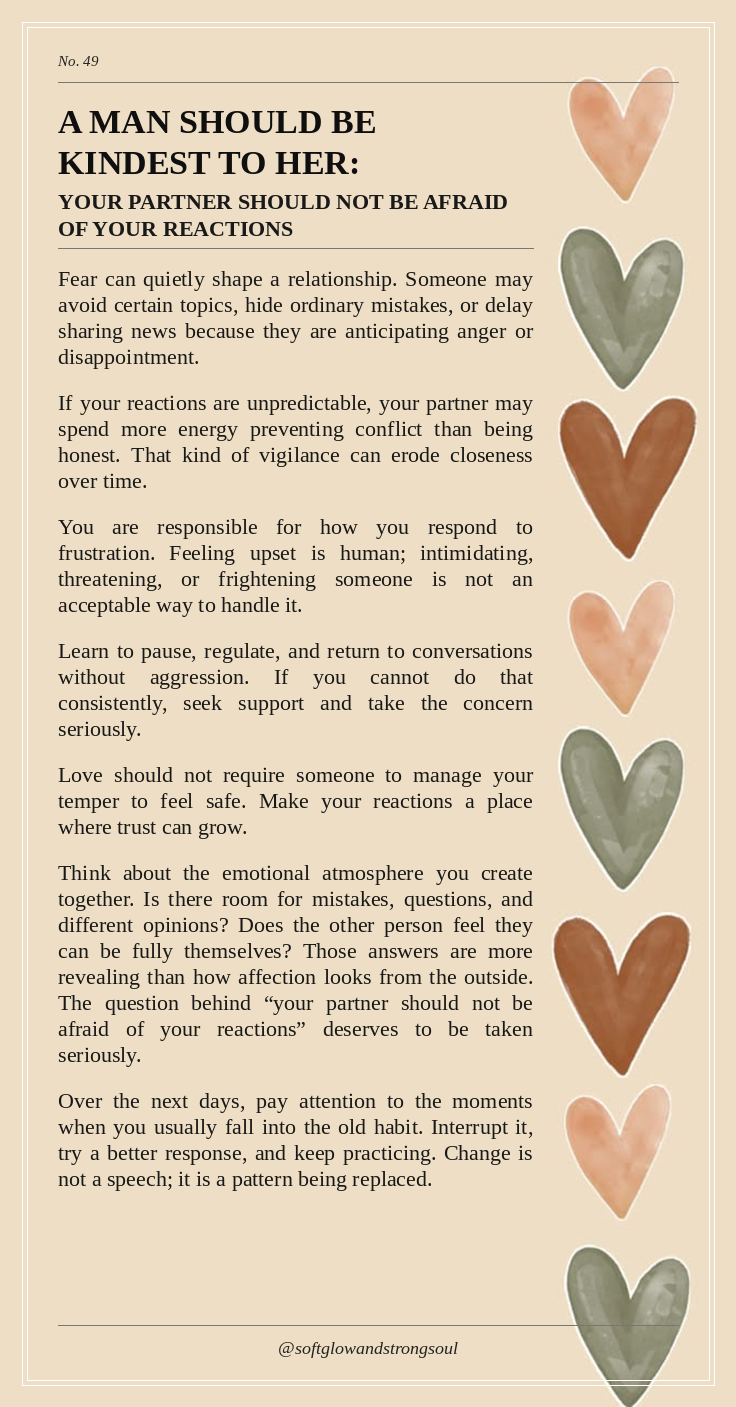 No. 49
A MAN SHOULD BE
KINDEST TO HER:
YOUR PARTNER SHOULD NOT BE AFRAID
OF YOUR REACTIONS
Fear can quietly shape a relationship. Someone may
avoid certain topics, hide ordinary mistakes, or delay
sharing news because they are anticipating anger or
disappointment.
If your reactions are unpredictable, your partner may
spend more energy preventing conflict than being
honest. That kind of vigilance can erode closeness
over time.
You are responsible for how you respond to
frustration. Feeling upset is human; intimidating,
threatening, or frightening someone is not an
acceptable way to handle it.
Learn to pause, regulate, and return to conversations
without aggression. If you cannot do that
consistently, seek support and take the concern
seriously.
Love should not require someone to manage your
temper to feel safe. Make your reactions a place
where trust can grow.
Think about the emotional atmosphere you create
together. Is there room for mistakes, questions, and
different opinions? Does the other person feel they
can be fully themselves? Those answers are more
revealing than how affection looks from the outside.
The question behind “your partner should not be
afraid of your reactions” deserves to be taken
seriously.
Over the next days, pay attention to the moments
when you usually fall into the old habit. Interrupt it,
try a better response, and keep practicing. Change is
not a speech; it is a pattern being replaced.
@softglowandstrongsoul